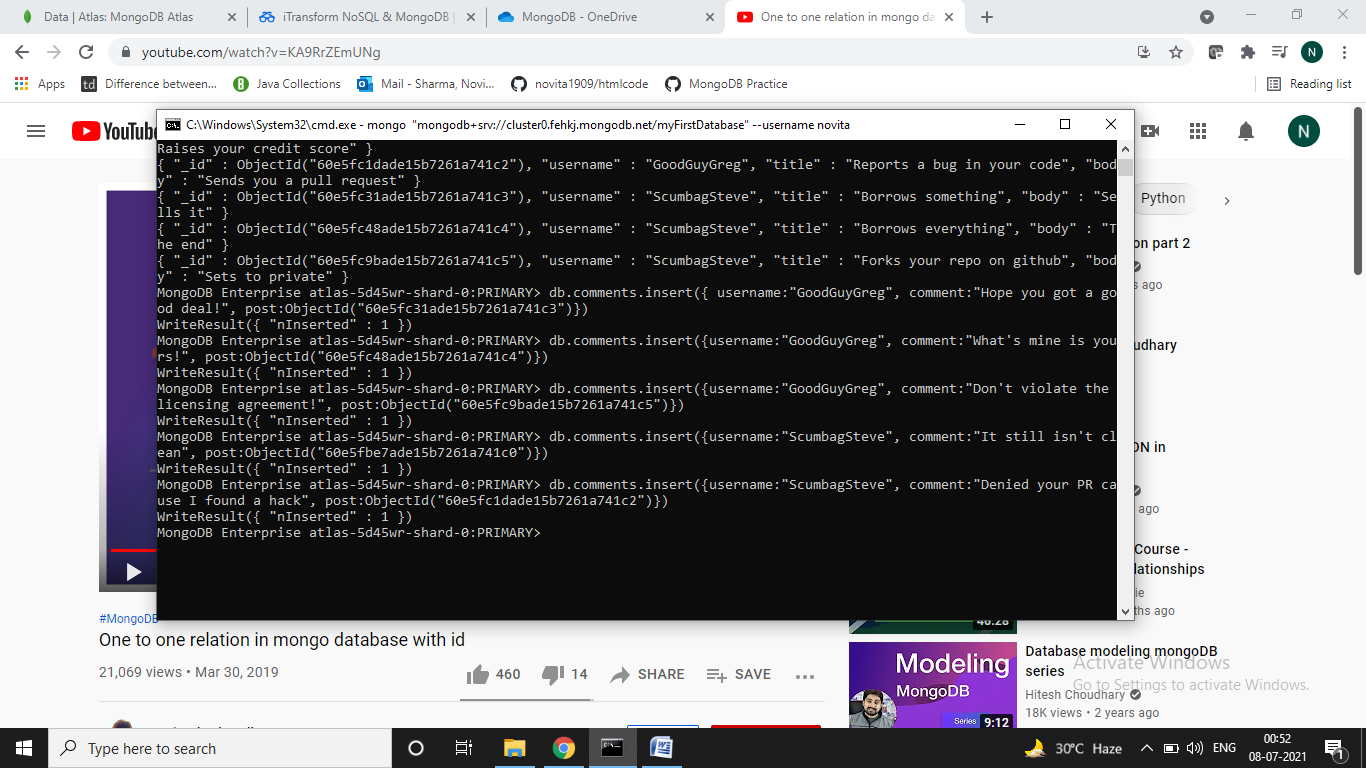 Data | Atlas: MongoDB Atlas
iTransform NoSQL & MongoDB |
MongoDB - OneDrive
One to one relation in mongo da
youtube.com/watch?v=KA9RrZEmUNg
N
Apps
td
Difference between...
Java Collections
Mail - Sharma, Novi...
novita1909/htmlcode
MongoDB Practice
Reading list
YouTub
N
C:\Windows\System32\cmd.exe - mongo "mongodb+srv://cluster0.fehkj.mongodb.net/myFirstDatabase" --username novita
Raises your credit score" }
{ "_id" : ObjectId("60e5fc1dade15b7261a741c2"), "username" : "GoodGuyGreg", "title" : "Reports a bug in your code", "bod
y" : "Sends you a pull request" }
{ "_id" : ObjectId("60e5fc31ade15b7261a741c3"), "username" : "ScumbagSteve", "title" : "Borrows something", "body" : "Se
lls it" }
{ "_id" : ObjectId("60e5fc48ade15b7261a741c4"), "username" : "ScumbagSteve", "title" : "Borrows everything", "body" : "T
he end" }
{ "_id" : ObjectId("60e5fc9bade15b7261a741c5"), "username" : "ScumbagSteve", "title" : "Forks your repo on github", "bod
y" : "Sets to private" }
MongoDB Enterprise atlas-5d45wr-shard-0:PRIMARY> db.comments.insert({ username:"GoodGuyGreg", comment:"Hope you got a go
od deal!", post:ObjectId("60e5fc31ade15b7261a741c3")})
WriteResult({ "nInserted" : 1 })
MongoDB Enterprise atlas-5d45wr-shard-0:PRIMARY> db.comments.insert({username:"GoodGuyGreg", comment:"What's mine is you
rs!", post:ObjectId("60e5fc48ade15b7261a741c4")})
WriteResult({ "nInserted" : 1 })
MongoDB Enterprise atlas-5d45wr-shard-0:PRIMARY> db.comments.insert({username:"GoodGuyGreg", comment:"Don't violate the
licensing agreement!", post:ObjectId("60e5fc9bade15b7261a741c5")})
WriteResult({ "nInserted" : 1 })
MongoDB Enterprise atlas-5d45wr-shard-0:PRIMARY> db.comments.insert({username:"ScumbagSteve", comment:"It still isn't cl
ean", post:ObjectId("60e5fbe7ade15b7261a741c0")})
WriteResult({ "nInserted" : 1 })
MongoDB Enterprise atlas-5d45wr-shard-0:PRIMARY> db.comments.insert({username:"ScumbagSteve", comment:"Denied your PR ca
use I found a hack", post:ObjectId("60e5fc1dade15b7261a741c2")})
WriteResult({ "nInserted" : 1 })
MongoDB Enterprise atlas-5d45wr-shard-0:PRIMARY>
Python
on part 2
s ago
udhary
ON in
ago
Course -
lationships
ie
ths ago
#MongoDB
One to one relation in mongo database with id
21,069 views • Mar 30, 2019
460
14
SHARE
SAVE
46:28
Modeling
MongoDB
Series
9:12
Database modeling mongoDB
series
Hitesh Choudhary
18K views • 2 years ago
Activate Windows
Go to Settings to activate Windows.
Type here to search
30°C Haze
ENG
00:52
08-07-2021
1